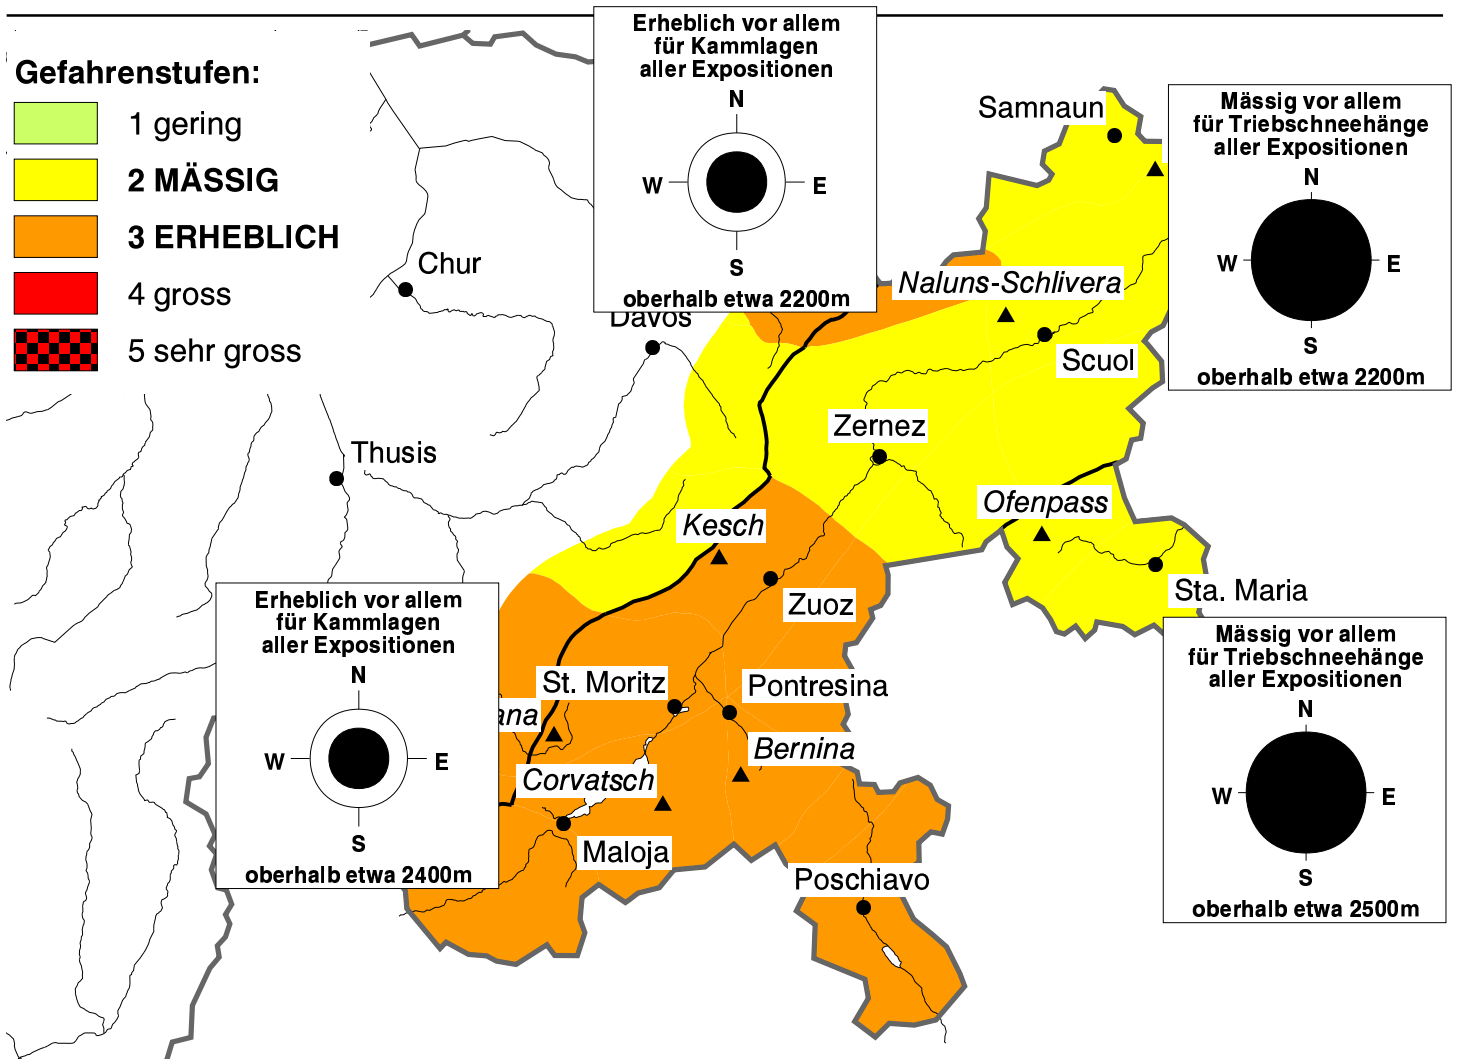 Gefahrenstufen:
1 gering
2 MÄSSIG
3 ERHEBLICH
4 gross
5 sehr gross
Erheblich vor allem
für Kammlagen
aller Expositionen
N
W
E
S
oberhalb etwa 2200m
Mässig vor allem
für Triebschneehänge
aller Expositionen
N
W
E
S
oberhalb etwa 2200m
Samnaun
Chur
Naluns-Schlivera
Davos
Scuol
Zernez
Thusis
Ofenpass
Kesch
Sta. Maria
Zuoz
Erheblich vor allem
für Kammlagen
aller Expositionen
N
W
E
S
oberhalb etwa 2400m
Mässig vor allem
für Triebschneehänge
aller Expositionen
N
W
E
S
oberhalb etwa 2500m
St. Moritz
Pontresina
Bernina
Corvatsch
Maloja
Poschiavo